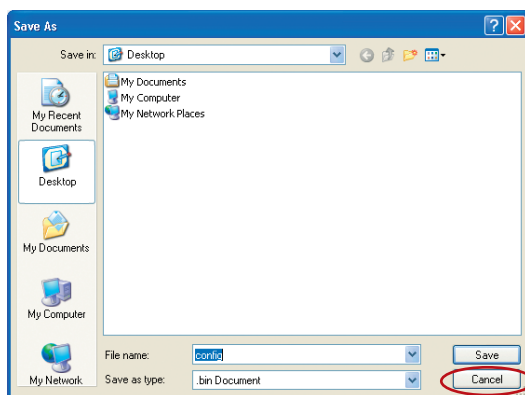 Save As
Save in:
Desktop
My Recent
Documents
Desktop
My Documents
My Computer
My Network
My Documents
My Computer
My Network Places
File name:
config
Save
Save as type:
.bin Document
Cancel